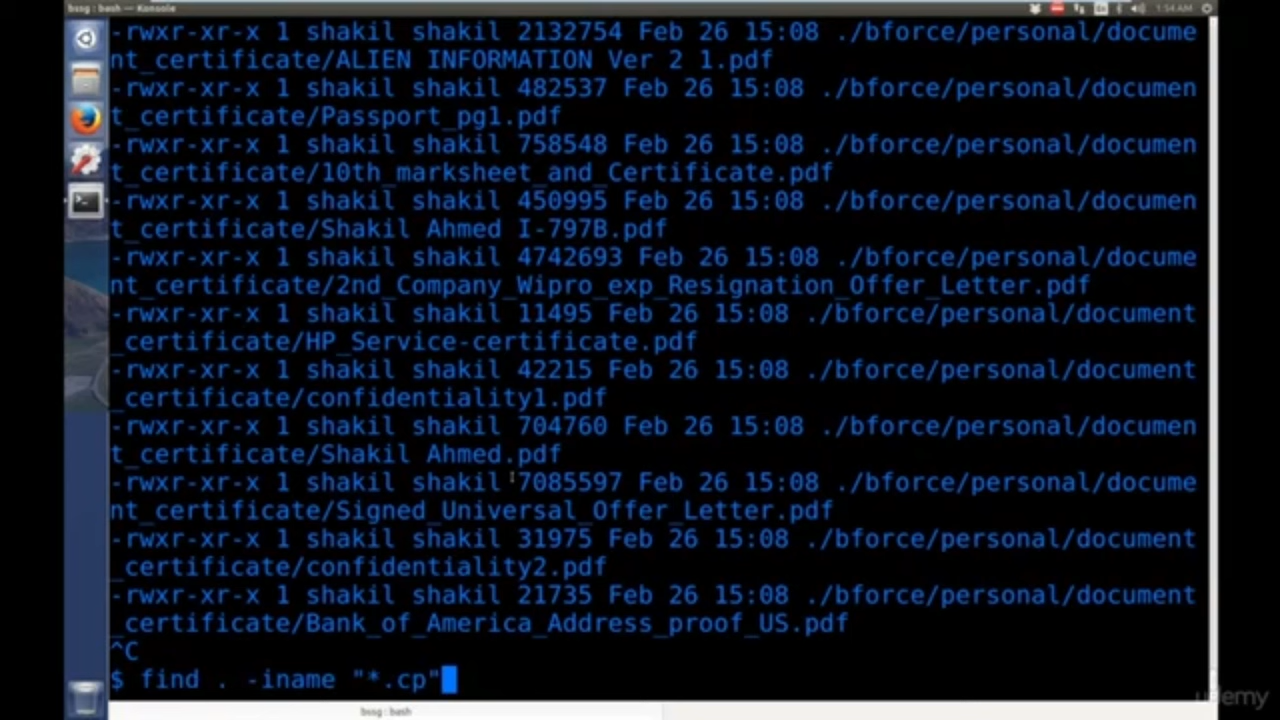 bssg : bash — Konsole
1:54 AM
-rwxr-xr-x 1 shakil shakil 2132754 Feb 26 15:08 ./bforce/personal/docume
nt_certificate/ALIEN INFORMATION Ver 2 1.pdf
-rwxr-xr-x 1 shakil shakil 482537 Feb 26 15:08 ./bforce/personal/documen
t_certificate/Passport_pg1.pdf
-rwxr-xr-x 1 shakil shakil 758548 Feb 26 15:08 ./bforce/personal/documen
t_certificate/10th_marksheet_and_Certificate.pdf
-rwxr-xr-x 1 shakil shakil 450995 Feb 26 15:08 ./bforce/personal/documen
t_certificate/Shakil Ahmed I-797B.pdf
-rwxr-xr-x 1 shakil shakil 4742693 Feb 26 15:08 ./bforce/personal/docume
nt_certificate/2nd_Company_Wipro_exp_Resignation_Offer_Letter.pdf
-rwxr-xr-x 1 shakil shakil 11495 Feb 26 15:08 ./bforce/personal/document
_certificate/HP_Service-certificate.pdf
-rwxr-xr-x 1 shakil shakil 42215 Feb 26 15:08 ./bforce/personal/document
_certificate/confidentiality1.pdf
-rwxr-xr-x 1 shakil shakil 704760 Feb 26 15:08 ./bforce/personal/documen
t_certificate/Shakil Ahmed.pdf
-rwxr-xr-x 1 shakil shakil 7085597 Feb 26 15:08 ./bforce/personal/docume
nt_certificate/Signed_Universal_Offer_Letter.pdf
-rwxr-xr-x 1 shakil shakil 31975 Feb 26 15:08 ./bforce/personal/document
_certificate/confidentiality2.pdf
-rwxr-xr-x 1 shakil shakil 21735 Feb 26 15:08 ./bforce/personal/document
_certificate/Bank_of_America_Address_proof_US.pdf
^C
$ find . -iname "*.cp"
udemy
bssg : bash